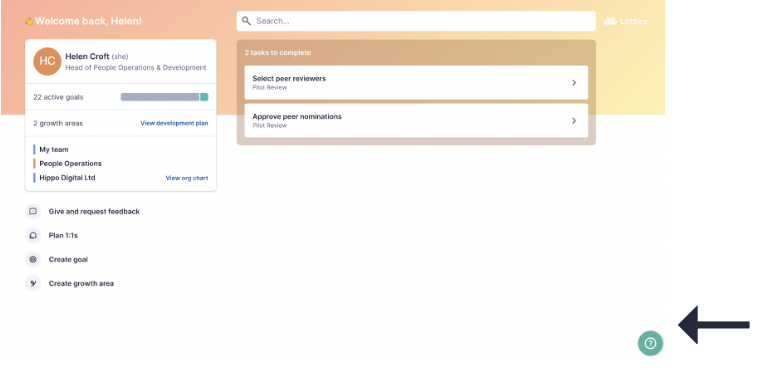 👋Welcome back, Helen!
Search...
Lattice
HC
Helen Croft (she)
Head of People Operations & Development
22 active goals
2 growth areas
View development plan
My team
People Operations
Hippo Digital Ltd
View org chart
Give and request feedback
Plan 1:1s
Create goal
Create growth area
2 tasks to complete
Select peer reviewers
Pilot Review
Approve peer nominations
Pilot Review
?